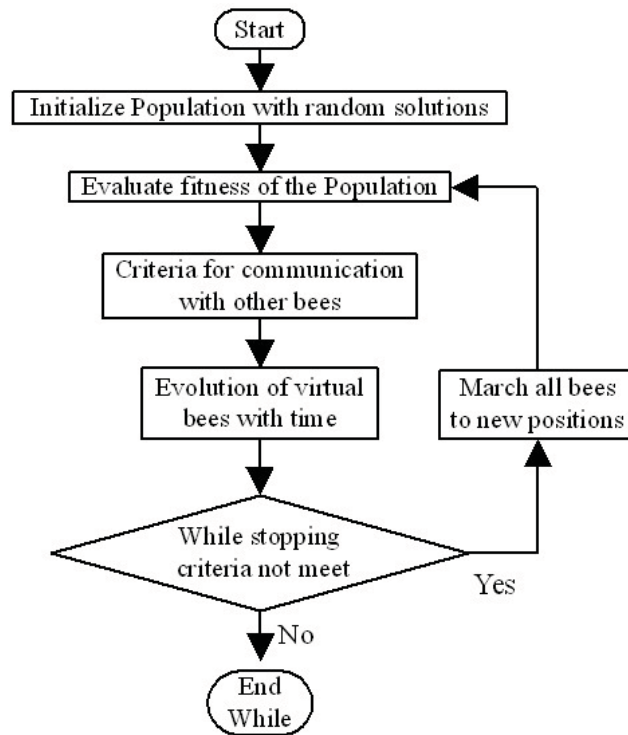 Start
Initialize Population with random solutions
Evaluate fitness of the Population
Criteria for communication
with other bees
Evolution of virtual
bees with time
March all bees
to new positions
While stopping
criteria not meet
Yes
No
End
While